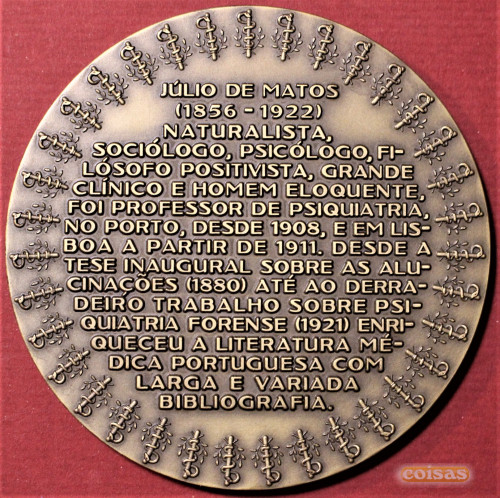 JÚLIO DE MATOS
(1856-1922)
NATURALISTA,
SOCIÓLOGO, PSICÓLOGO, FI-
LÓSOFO POSITIVISTA, GRANDE
CLÍNICO E HOMEM ELOQUENTE,
FOI PROFESSOR DE PSIQUIATRIA,
NO PORTO, DESDE 1908, E EM LIS-
BOA A PARTIR DE 1911. DESDE A
TESE INAUGURAL SOBRE AS ALU-
CINAÇÕES (1880) ATÉ AO DERRA-
DEIRO TRABALHO SOBRE PSI-
QUIATRIA FORENSE (1921) ENRI-
QUECEU A LITERATURA MÉ-
DICA PORTUGUESA COM
LARGA E VARIADA
BIBLIOGRAFIA.
coisas